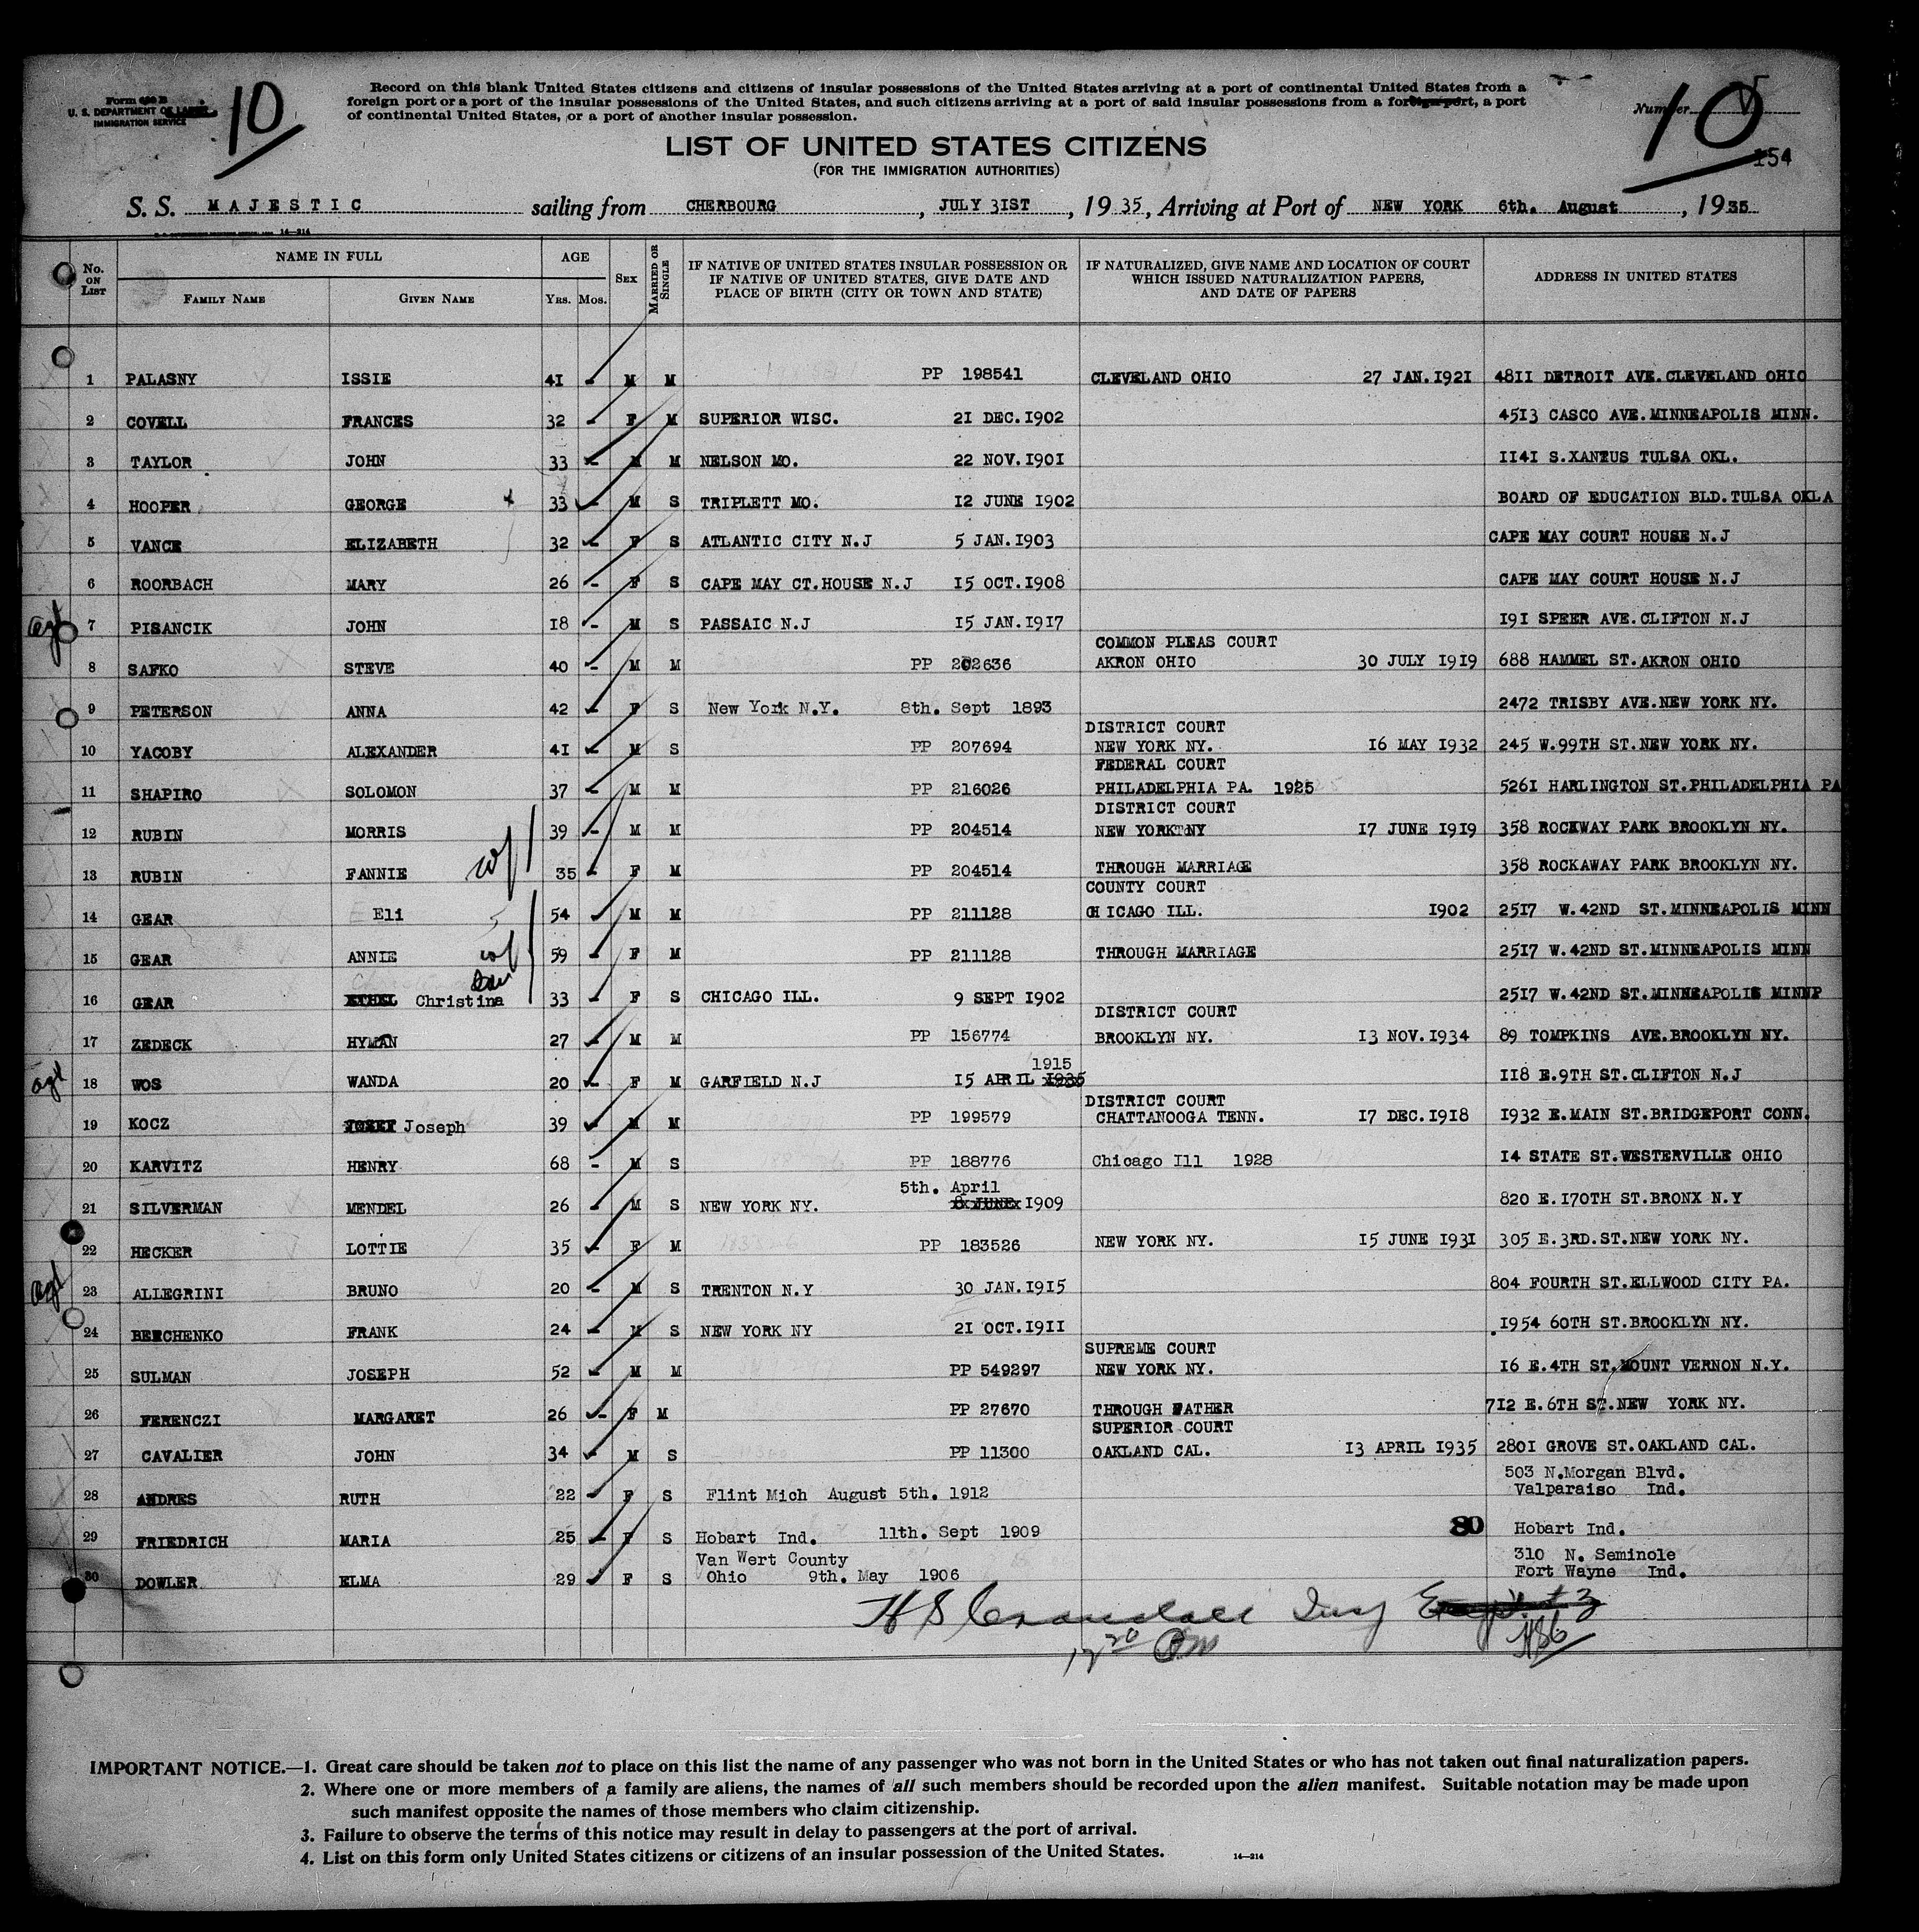 Form 630 B
U. S. DEPARTMENT OF LABOR
IMMIGRATION SERVICE
10
Record on this blank United States citizens and citizens of insular possessions of the United States arriving at a port of continental United States from a
foreign port or a port of the insular possessions of the United States, and such citizens arriving at a port of said insular possessions from a foreign port, a port
of continental United States, or a port of another insular possession.
Number
10
154
LIST OF UNITED STATES CITIZENS
(FOR THE IMMIGRATION AUTHORITIES)
S. S. MAJESTIC sailing from CHERBOURG, JULY 31ST, 19 35, Arriving at Port of NEW YORK 6th. August, 19 35
14—214
No. on List NAME IN FULL AGE Sex Married or Single IF NATIVE OF UNITED STATES INSULAR POSSESSION OR IF NATIVE OF UNITED STATES, GIVE DATE AND PLACE OF BIRTH (CITY OR TOWN AND STATE) IF NATURALIZED, GIVE NAME AND LOCATION OF COURT WHICH ISSUED NATURALIZATION PAPERS, AND DATE OF PAPERS ADDRESS IN UNITED STATES
Family Name Given Name Yrs. Mos.
1 PALASNY ISSIE 41 - M M PP 198541 CLEVELAND OHIO 27 JAN.1921 4811 DETROIT AVE.CLEVELAND OHIO
2 COVELL FRANCES 32 - F M SUPERIOR WISC. 21 DEC.1902 4513 CASCO AVE.MINNEAPOLIS MINN.
3 TAYLOR JOHN 33 - M M NELSON MO. 22 NOV.1901 1141 S.XANTUS TULSA OKL.
4 HOOPER GEORGE 33 - M S TRIPLETT MO. 12 JUNE 1902 BOARD OF EDUCATION BLD.TULSA OKLA
5 VANCE ELIZABETH 32 - F S ATLANTIC CITY N.J 5 JAN.1903 CAPE MAY COURT HOUSE N.J
6 ROORBACH MARY 26 - F S CAPE MAY CT.HOUSE N.J 15 OCT.1908 CAPE MAY COURT HOUSE N.J
7 PISANCIK JOHN 18 - M S PASSAIC N.J 15 JAN.1917 191 SPEER AVE.CLIFTON N.J
COMMON PLEAS COURT
8 SAFKO STEVE 40 - M M PP 202636 AKRON OHIO 30 JULY 1919 688 HAMMEL ST.AKRON OHIO
9 PETERSON ANNA 42 - F S New York N.Y. 8th. Sept 1893 2472 TRISBY AVE.NEW YORK NY.
DISTRICT COURT
10 YACOBY ALEXANDER 41 - M S PP 207694 NEW YORK NY. 16 MAY 1932 245 W.99TH ST.NEW YORK NY.
FEDERAL COURT
11 SHAPIRO SOLOMON 37 - M M PP 216026 PHILADELPHIA PA. 1925 5261 HARLINGTON ST.PHILADELPHIA PA
DISTRICT COURT
12 RUBIN MORRIS 39 - M M PP 204514 NEW YORK NY 17 JUNE 1919 358 ROCKWAY PARK BROOKLYN NY.
13 RUBIN FANNIE wf 35 - F M PP 204514 THROUGH MARRIAGE 358 ROCKAWAY PARK BROOKLYN NY.
COUNTY COURT
14 GEAR Eli 54 - M M PP 211128 CHICAGO ILL. 1902 2517 W.42ND ST.MINNEAPOLIS MINN
15 GEAR ANNIE wf 59 - F M PP 211128 THROUGH MARRIAGE 2517 W.42ND ST.MINNEAPOLIS MINN
dau
16 GEAR ETHEL Christina 33 - F S CHICAGO ILL. 9 SEPT 1902 2517 W.42ND ST.MINNEAPOLIS MINNP
DISTRICT COURT
17 ZEDECK HYMAN 27 - M M PP 156774 BROOKLYN NY. 13 NOV.1934 89 TOMPKINS AVE.BROOKLYN NY.
1915
18 WOS WANDA 20 - F M GARFIELD N.J 15 APRIL 1935 118 E.9TH ST.CLIFTON N.J
DISTRICT COURT
19 KOCZ JOSEF Joseph 39 - M M PP 199579 CHATTANOOGA TENN. 17 DEC.1918 1932 E.MAIN ST.BRIDGEPORT CONN.
20 KARVITZ HENRY 68 - M S PP 188776 Chicago Ill 1928 14 STATE ST.WESTERVILLE OHIO
5th. April
21 SILVERMAN MENDEL 26 - M S NEW YORK NY. 8 JUNE 1909 820 E.170TH ST.BRONX N.Y
22 HECKER LOTTIE 35 - F M PP 183526 NEW YORK NY. 15 JUNE 1931 305 E.3RD.ST.NEW YORK NY.
23 ALLEGRINI BRUNO 20 - M S TRENTON N.Y 30 JAN.1915 804 FOURTH ST.ELLWOOD CITY PA.
24 BERCHENKO FRANK 24 - M S NEW YORK NY 21 OCT.1911 1954 60TH ST.BROOKLYN NY.
SUPREME COURT
25 SULMAN JOSEPH 52 - M M PP 549297 NEW YORK NY. 16 E.4TH ST.MOUNT VERNON N.Y.
26 FERENCZI MARGARET 26 - F M PP 27670 THROUGH FATHER 712 E.6TH ST.NEW YORK NY.
SUPERIOR COURT
27 CAVALIER JOHN 34 - M S PP 11300 OAKLAND CAL. 13 APRIL 1935 2801 GROVE ST.OAKLAND CAL.
503 N.Morgan Blvd.
28 ANDRES RUTH 22 - F S Flint Mich August 5th. 1912 Valparaiso Ind.
29 FRIEDRICH MARIA 25 - F S Hobart Ind. 11th. Sept 1909 80 Hobart Ind.
Van Wert County 310 N. Seminole
30 DOWLER ELMA 29 - F S Ohio 9th. May 1906 Fort Wayne Ind.
H S Crandall Insp
12 20 PM
IMPORTANT NOTICE.—1. Great care should be taken not to place on this list the name of any passenger who was not born in the United States or who has not taken out final naturalization papers.
2. Where one or more members of a family are aliens, the names of all such members should be recorded upon the alien manifest. Suitable notation may be made upon
such manifest opposite the names of those members who claim citizenship.
3. Failure to observe the terms of this notice may result in delay to passengers at the port of arrival.
4. List on this form only United States citizens or citizens of an insular possession of the United States.
14—214